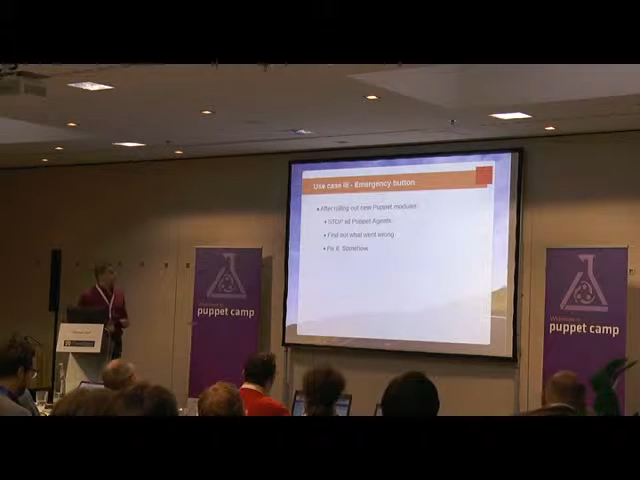 Use case III - Emergency button
After rolling out new Puppet modules:
STOP all Puppet Agents
Find out what went wrong
Fix it. Somehow.
puppet camp
puppet camp